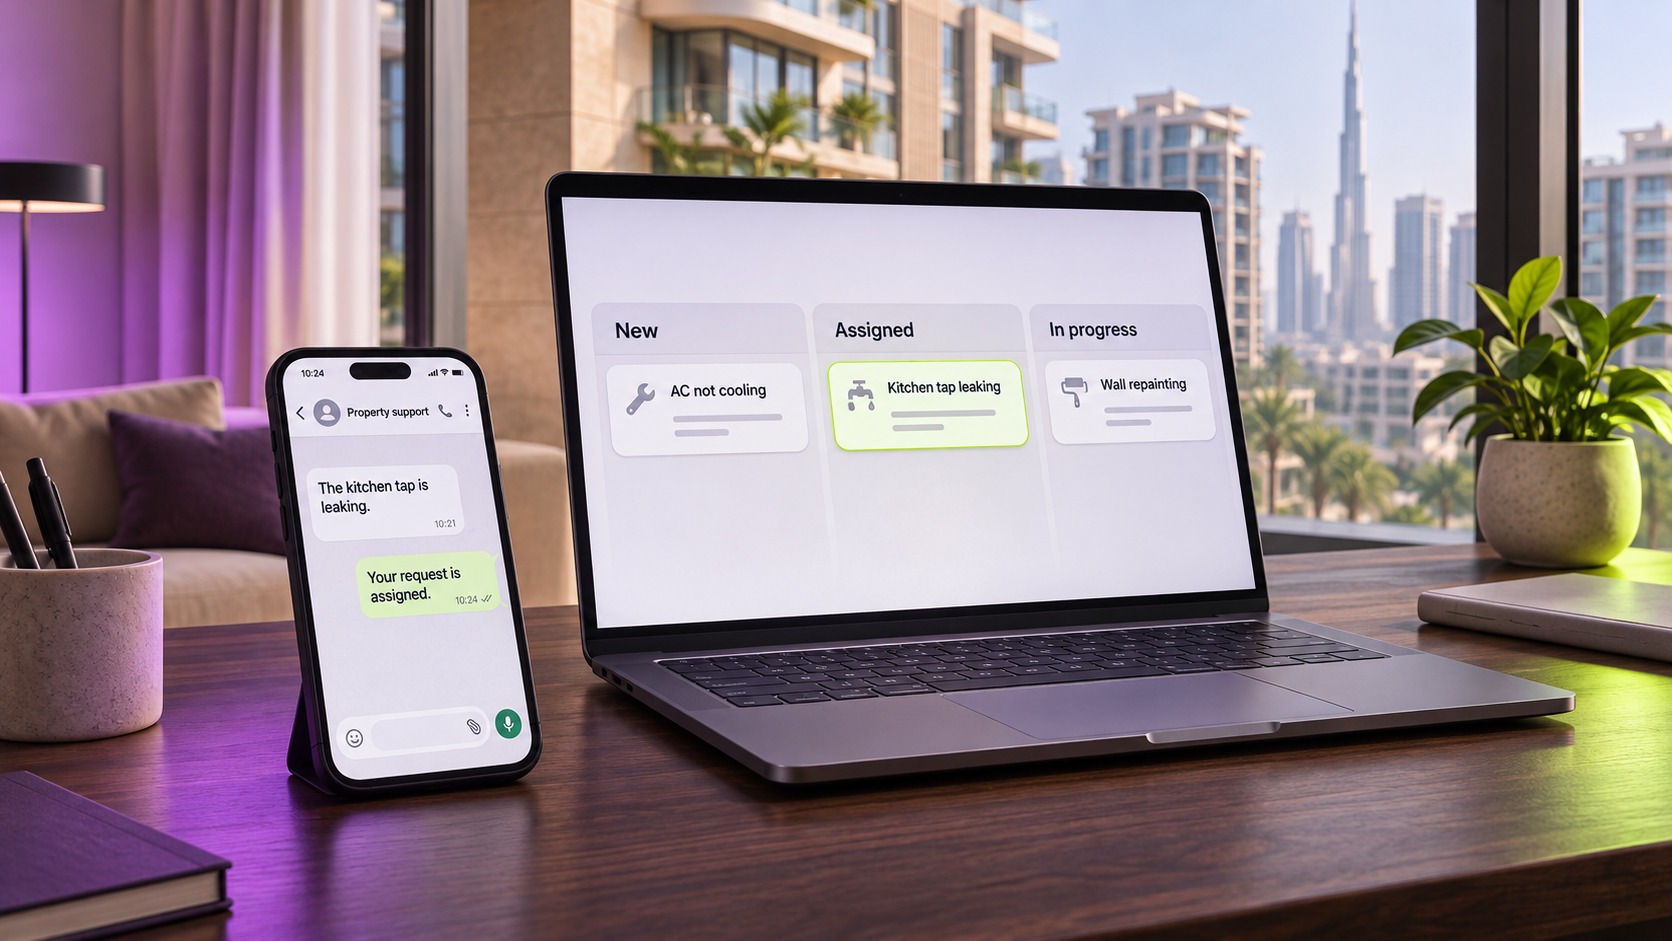 10:24
Property support
The kitchen tap is
leaking.
10:21
Your request is
assigned.
10:24
New
Assigned
In progress
AC not cooling
Kitchen tap leaking
Wall repainting